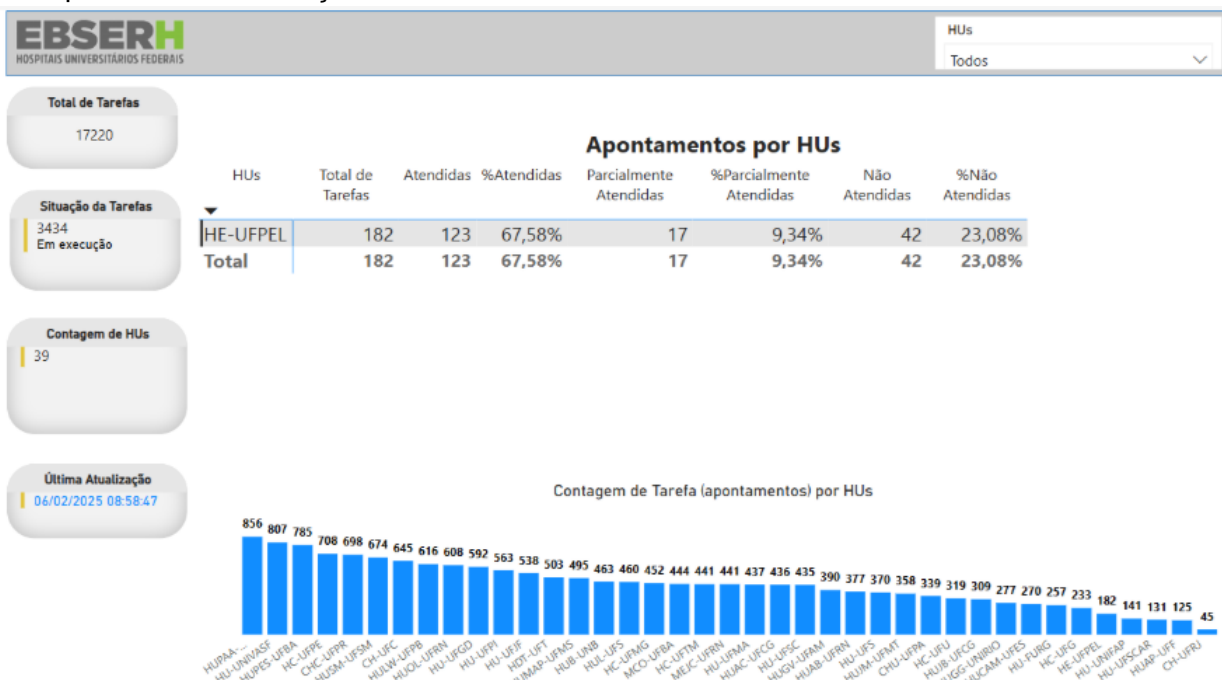 EBSERH
HOSPITAIS UNIVERSITÁRIOS FEDERAIS
HUs
Todos
Total de Tarefas
17220
Situação da Tarefas
3434
Em execução
Contagem de HUs
39
Última Atualização
06/02/2025 08:58:47
Apontamentos por HUs
HUs Total de Tarefas Atendidas %Atendidas Parcialmente Atendidas %Parcialmente Atendidas Não Atendidas %Não Atendidas
HE-UFPEL 182 123 67,58% 17 9,34% 42 23,08%
Total 182 123 67,58% 17 9,34% 42 23,08%
Contagem de Tarefa (apontamentos) por HUs
856 807 785 708 698 674 645 616 608 592 563 538 503 495 463 460 452 444 441 441 437 436 435 390 377 370 358 339 319 309 277 270 257 233 182 141 131 125 45
HUPAA-... HU-UNIVASF HUPES-UFBA HC-UFPE CHC-UFPR HUSM-UFSM CH-UFC HULW-UFPB HUOL-UFRN HU-UFGD HU-UFPI HU-UFJF HDT-UFT HUMAP-UFMS HUB-UNB HUL-UFS HC-UFMG MCO-UFBA HC-UFTM MEJC-UFRN HU-UFMA HUAC-UFCG HU-UFSC HUGV-UFAM HUAB-UFRN HU-UFS HUJM-UFMT CHU-UFPA HC-UFU HUJB-UFCG HUGG-UNIRIO HUCAM-UFES HU-FURG HC-UFG HE-UFPEL HU-UNIFAP HU-UFSCAR HUAP-UFF CH-UFRJ